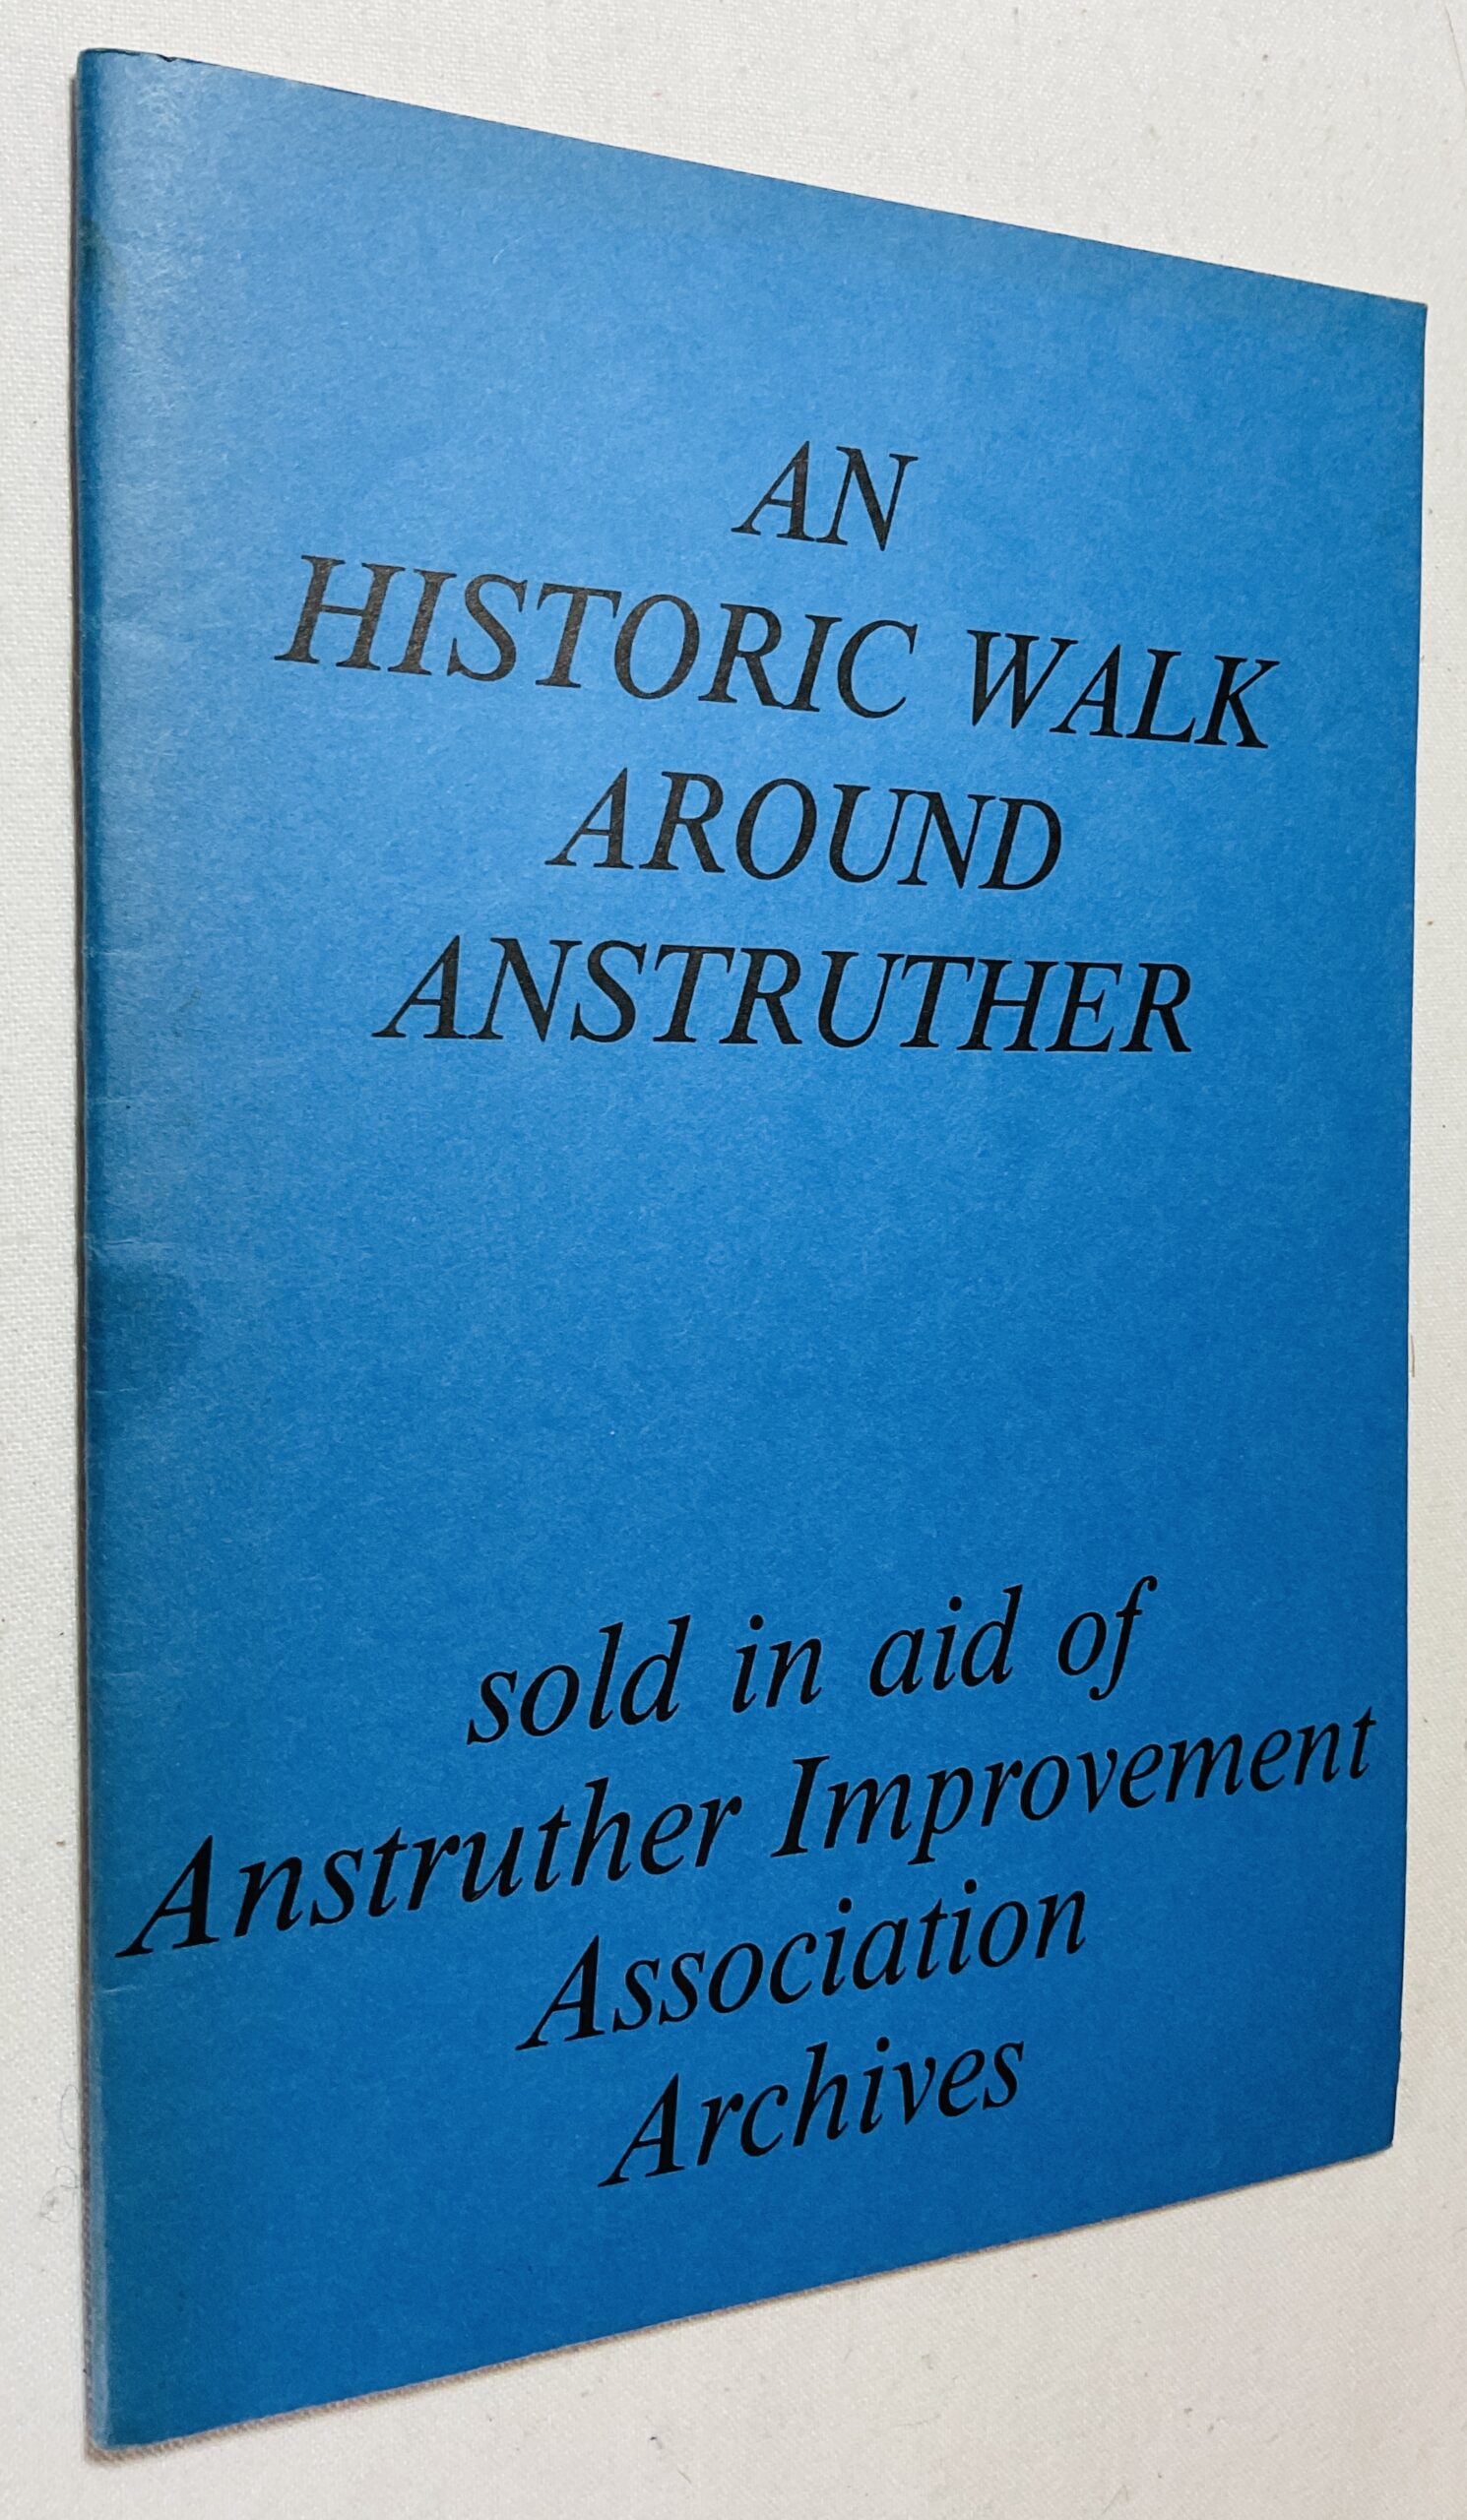 AN
HISTORIC WALK
AROUND
ANSTRUTHER
sold in aid of
Anstruther Improvement
Association
Archives